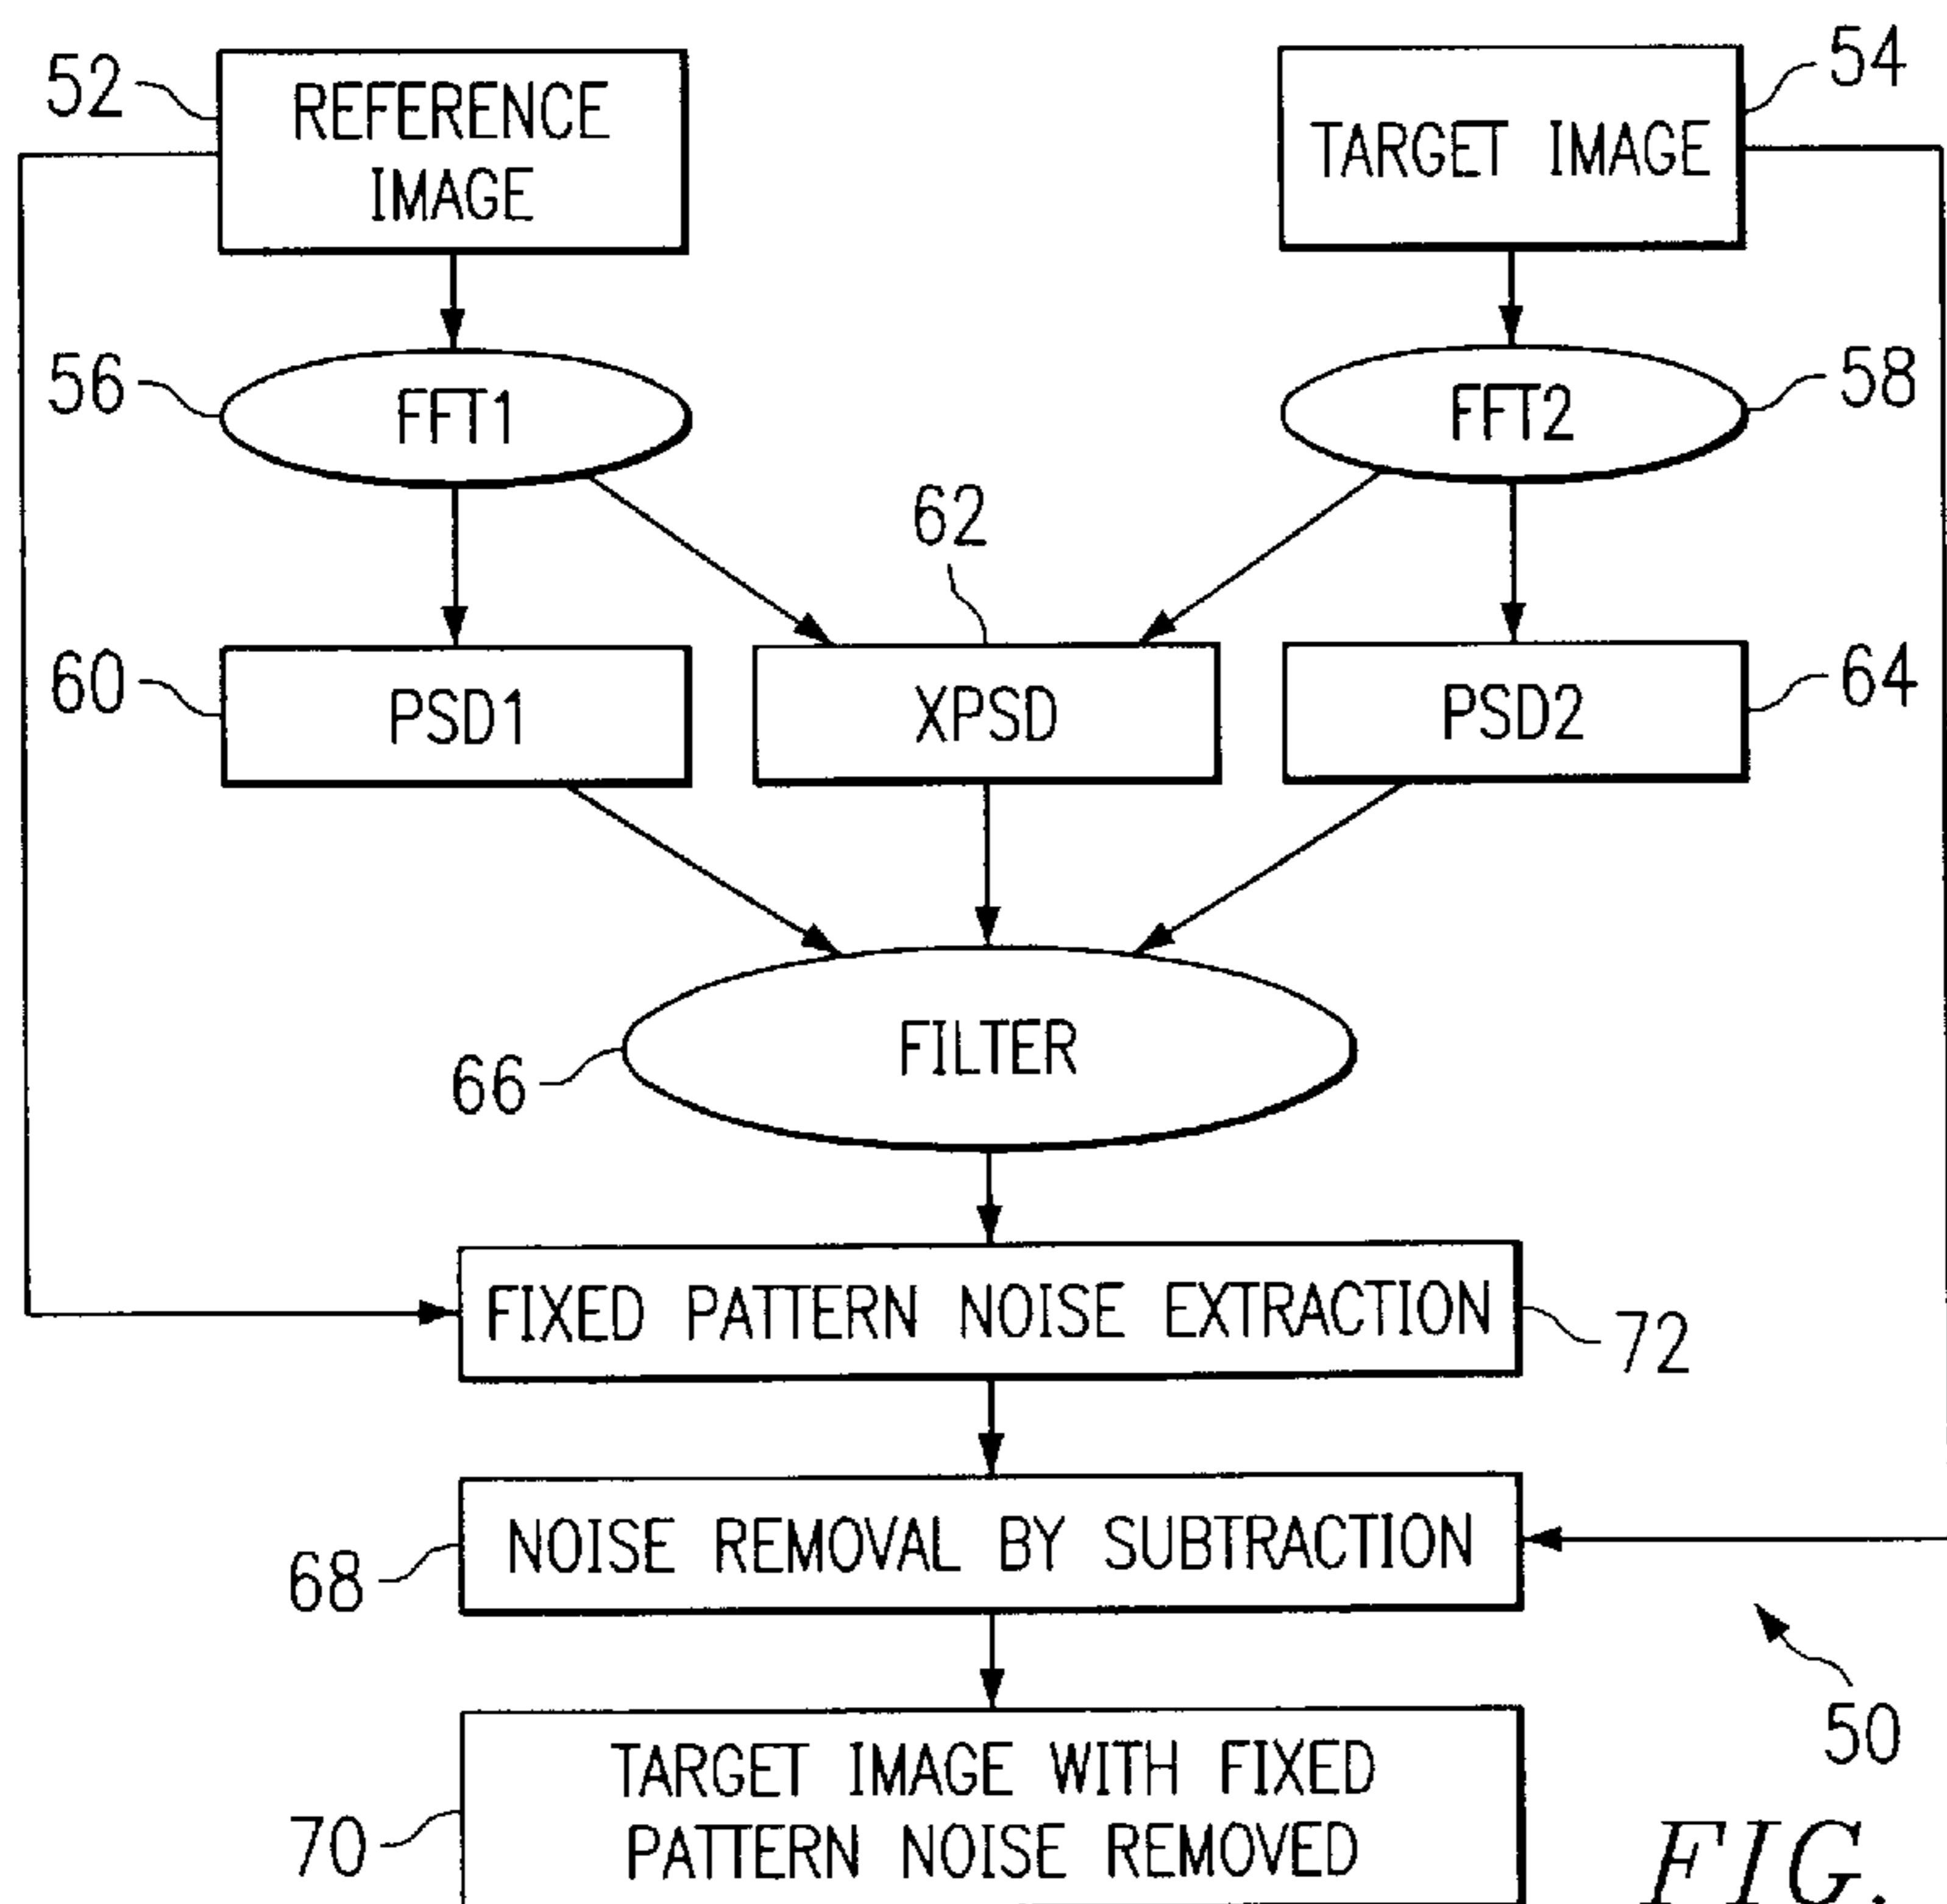 52
REFERENCE
IMAGE
TARGET IMAGE
54
56
FFT1
FFT2
58
62
60
PSD1
XPSD
PSD2
64
FILTER
66
FIXED PATTERN NOISE EXTRACTION
72
NOISE REMOVAL BY SUBTRACTION
68
50
TARGET IMAGE WITH FIXED
PATTERN NOISE REMOVED
70
FIG.